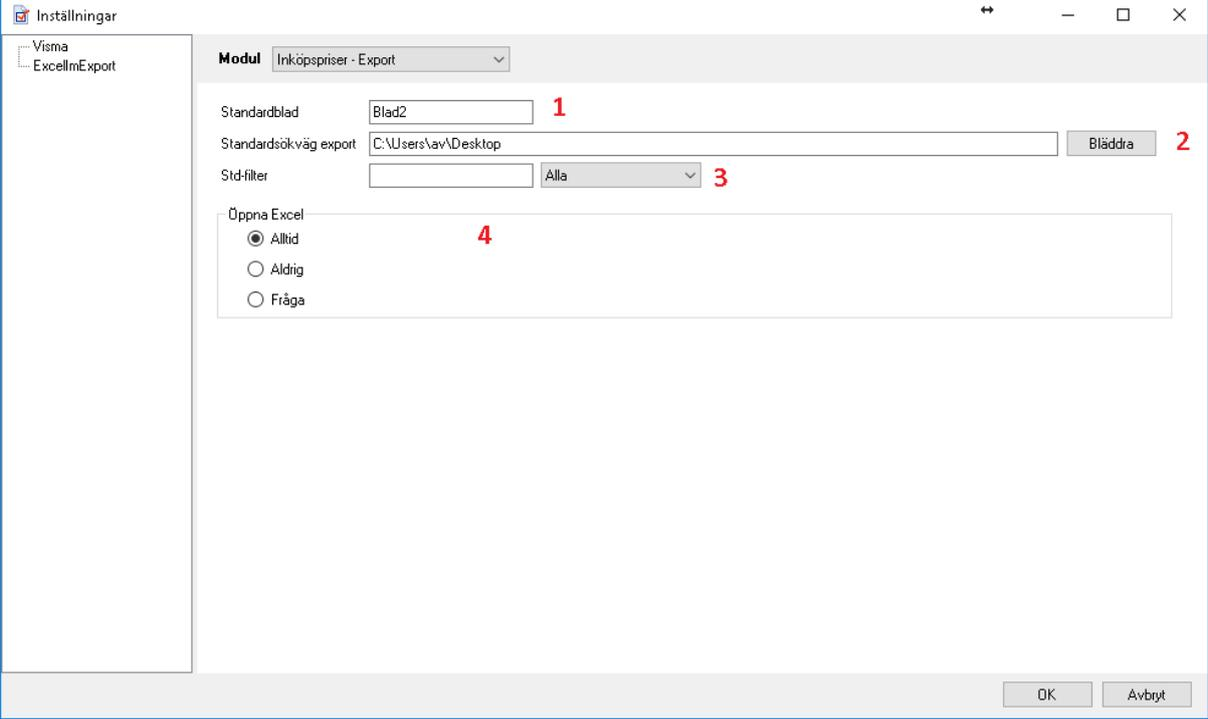 Inställningar
Visma
ExcelImExport
Modul Inköpspriser - Export
Standardblad Blad2 1
Standardsökväg export C:\Users\av\Desktop Bläddra 2
Std-filter Alla 3
Öppna Excel
4
Alltid
Aldrig
Fråga
OK Avbryt